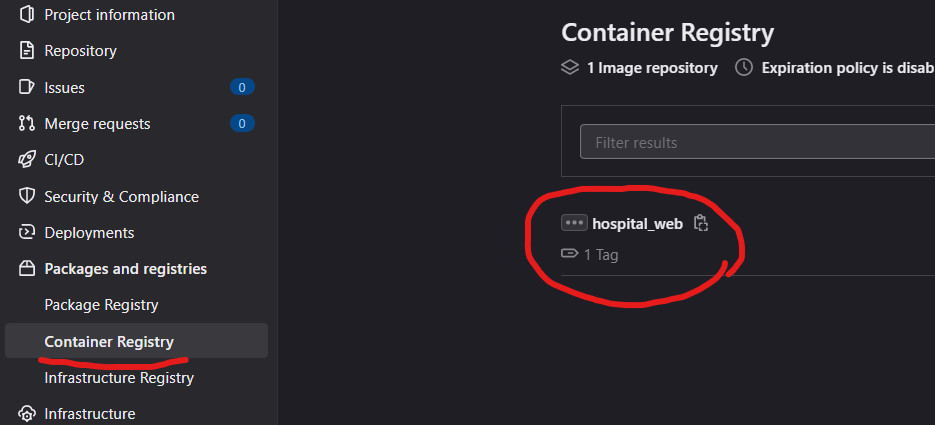 Project information
Repository
Issues 0
Merge requests 0
CI/CD
Security & Compliance
Deployments
Packages and registries
Package Registry
Container Registry
Infrastructure Registry
Infrastructure
Container Registry
1 Image repository Expiration policy is disab
Filter results
hospital_web
1 Tag